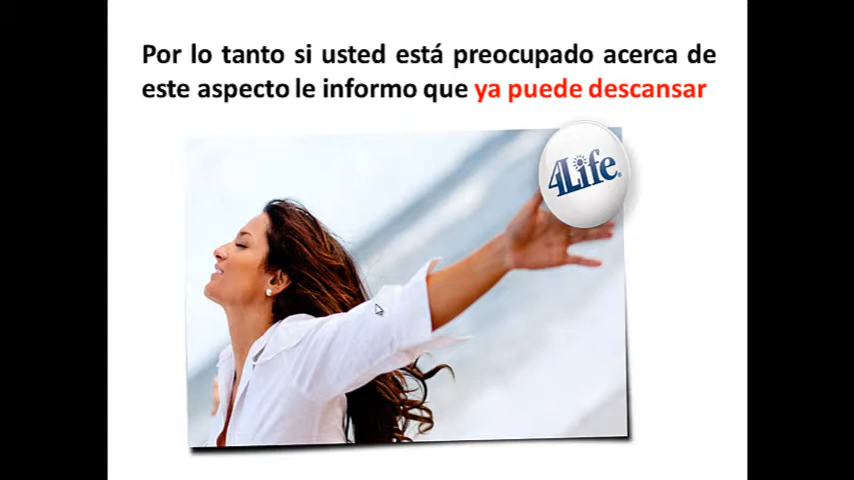 Por lo tanto si usted está preocupado acerca de
este aspecto le informo que ya puede descansar
4Life®